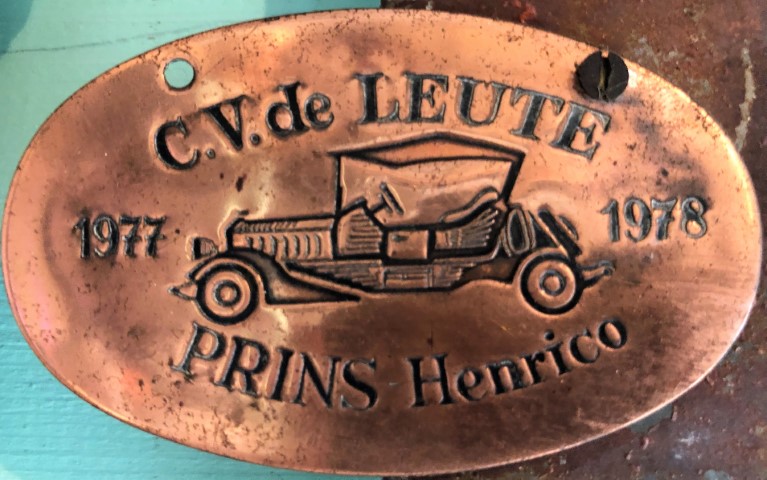 C.V. de LEUTE
1977
1978
PRINS Henrico